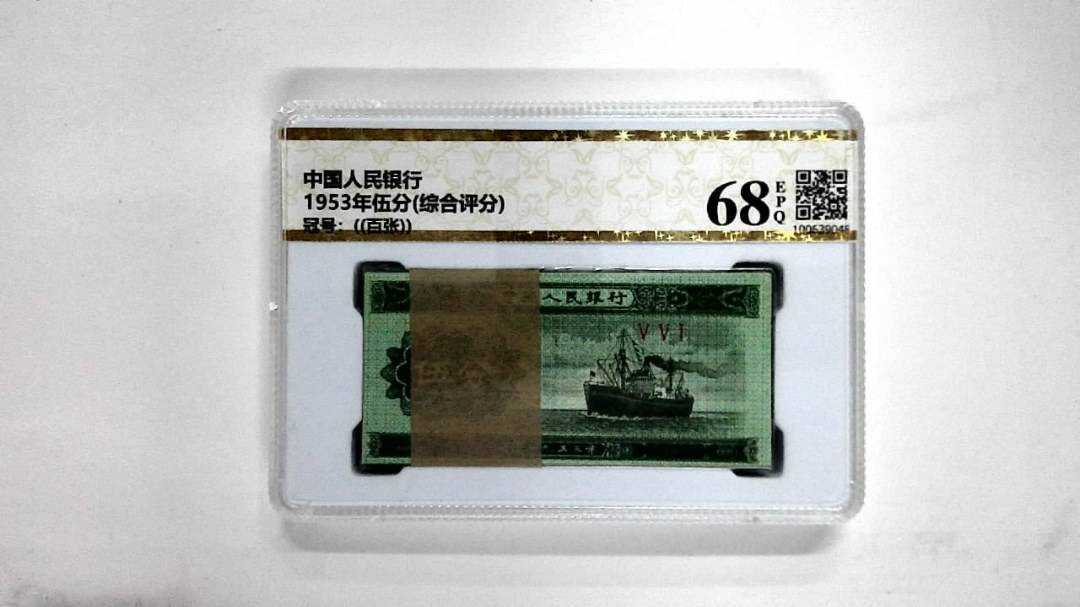 中国人民银行
1953年伍分(综合评分)
冠号：((百张))
68
EPQ
人民銀行
VVI